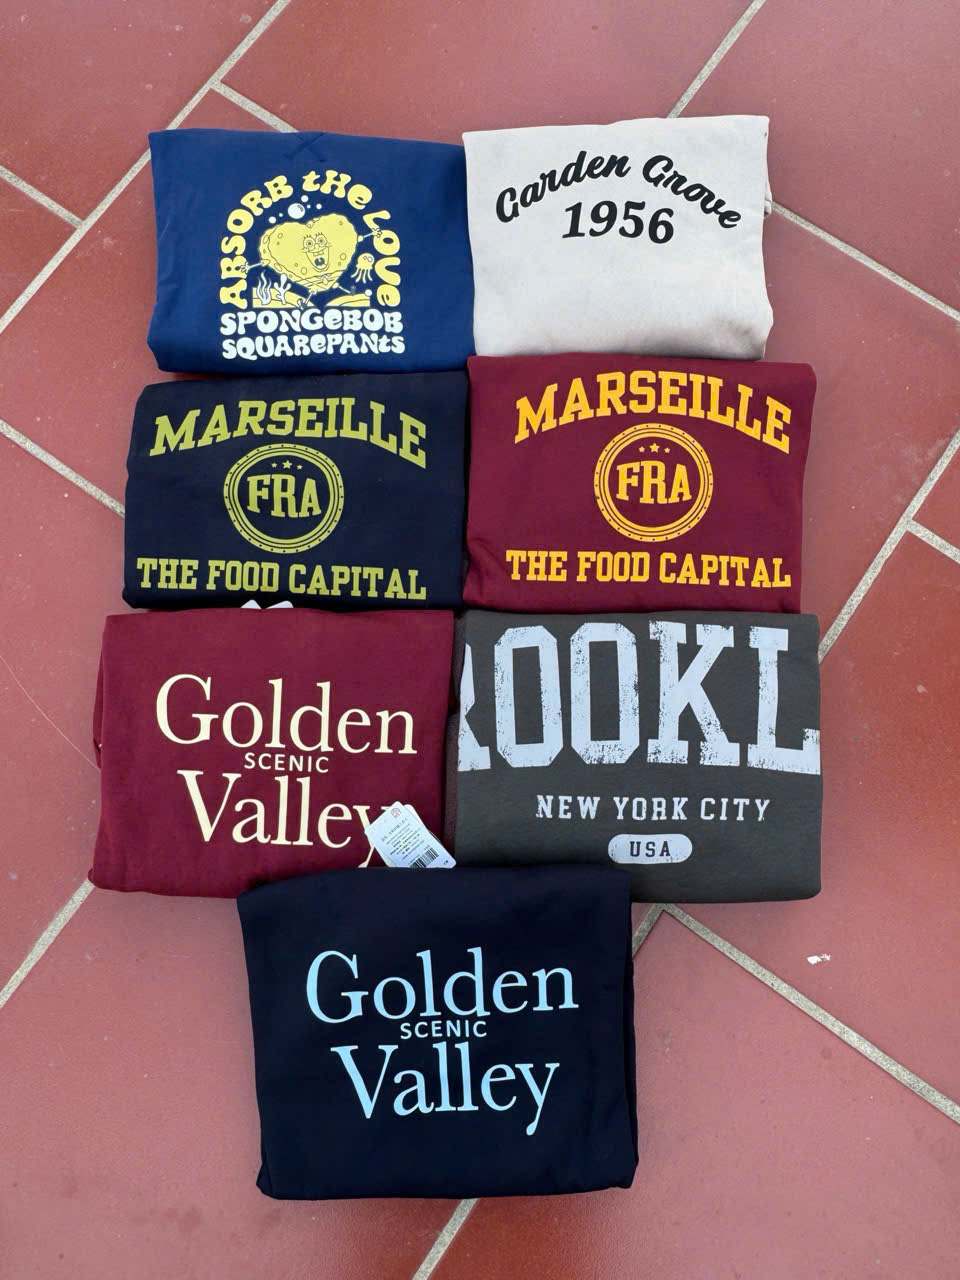 ABSORB tHe LOVe
SPONGeBOB
SQUARePANts
Garden Grove
1956
MARSEILLE
FRA
THE FOOD CAPITAL
MARSEILLE
FRA
THE FOOD CAPITAL
Golden
SCENIC
Valley
ROOKL
NEW YORK CITY
USA
Golden
SCENIC
Valley